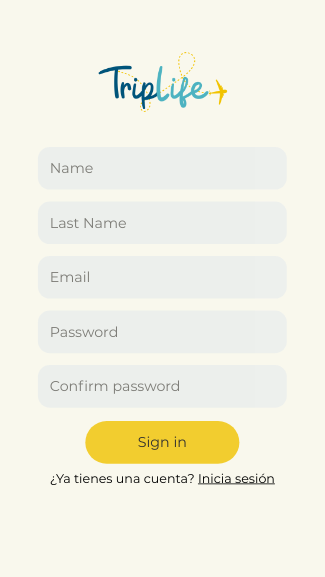 TripLife
Name
Last Name
Email
Password
Confirm password
Sign in
¿Ya tienes una cuenta? Inicia sesión